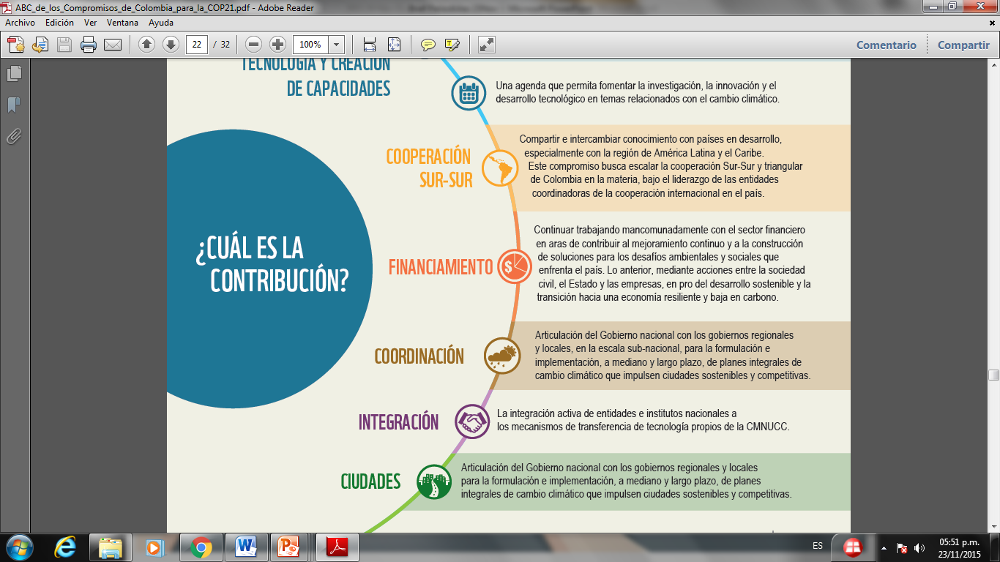 ABC_de_los_Compromisos_de_Colombia_para_la_COP21.pdf - Adobe Reader
Archivo Edición Ver Ventana Ayuda
22 / 32 100% Comentario Compartir
TECNOLOGÍA Y CREACIÓN
DE CAPACIDADES
Una agenda que permita fomentar la investigación, la innovación y el
desarrollo tecnológico en temas relacionados con el cambio climático.
COOPERACIÓN
SUR-SUR
Compartir e intercambiar conocimiento con países en desarrollo,
especialmente con la región de América Latina y el Caribe.
Este compromiso busca escalar la cooperación Sur-Sur y triangular
de Colombia en la materia, bajo el liderazgo de las entidades
coordinadoras de la cooperación internacional en el país.
¿CUÁL ES LA
CONTRIBUCIÓN?
FINANCIAMIENTO
$
Continuar trabajando mancomunadamente con el sector financiero
en aras de contribuir al mejoramiento continuo y a la construcción
de soluciones para los desafíos ambientales y sociales que
enfrenta el país. Lo anterior, mediante acciones entre la sociedad
civil, el Estado y las empresas, en pro del desarrollo sostenible y la
transición hacia una economía resiliente y baja en carbono.
COORDINACIÓN
Articulación del Gobierno nacional con los gobiernos regionales
y locales, en la escala sub-nacional, para la formulación e
implementación, a mediano y largo plazo, de planes integrales de
cambio climático que impulsen ciudades sostenibles y competitivas.
INTEGRACIÓN
La integración activa de entidades e institutos nacionales a
los mecanismos de transferencia de tecnología propios de la CMNUCC.
CIUDADES
Articulación del Gobierno nacional con los gobiernos regionales y locales
para la formulación e implementación, a mediano y largo plazo, de planes
integrales de cambio climático que impulsen ciudades sostenibles y competitivas.
ES
05:51 p.m.
23/11/2015